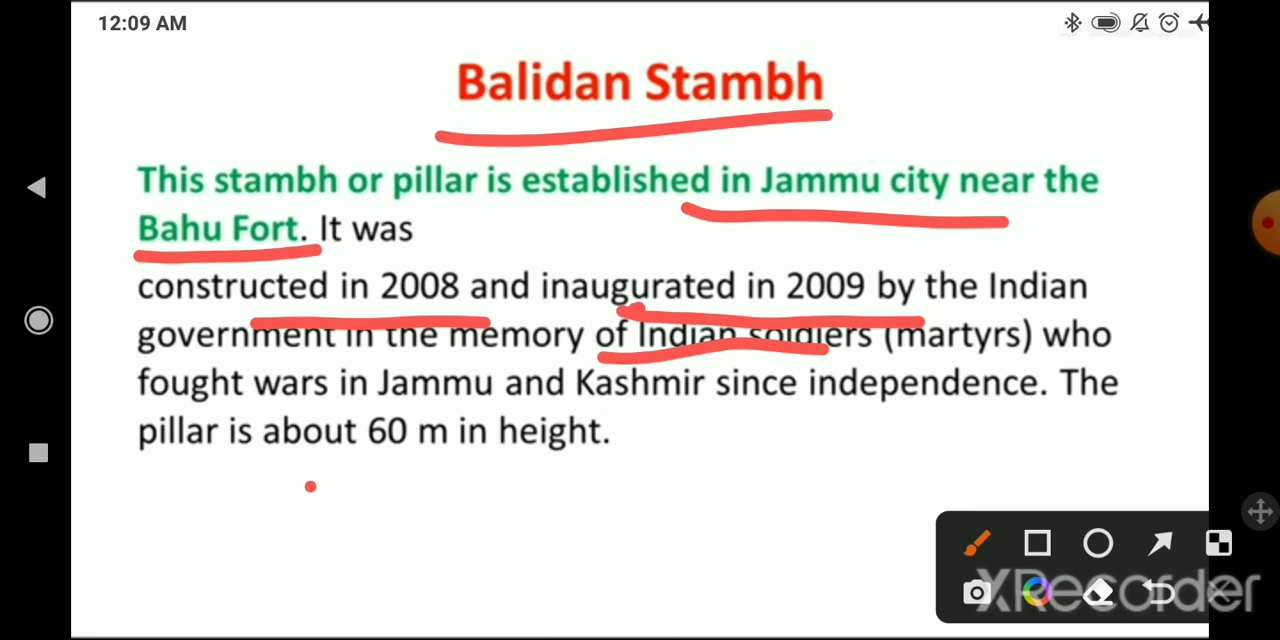 12:09 AM
Balidan Stambh
This stambh or pillar is established in Jammu city near the
Bahu Fort. It was
constructed in 2008 and inaugurated in 2009 by the Indian
government in the memory of Indian soldiers (martyrs) who
fought wars in Jammu and Kashmir since independence. The
pillar is about 60 m in height.
XRecorder